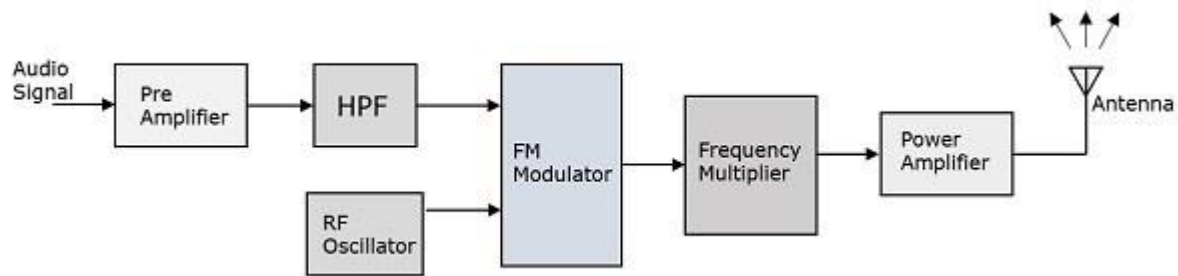 Audio
Signal
Pre
Amplifier
HPF
RF
Oscillator
FM
Modulator
Frequency
Multiplier
Power
Amplifier
Antenna